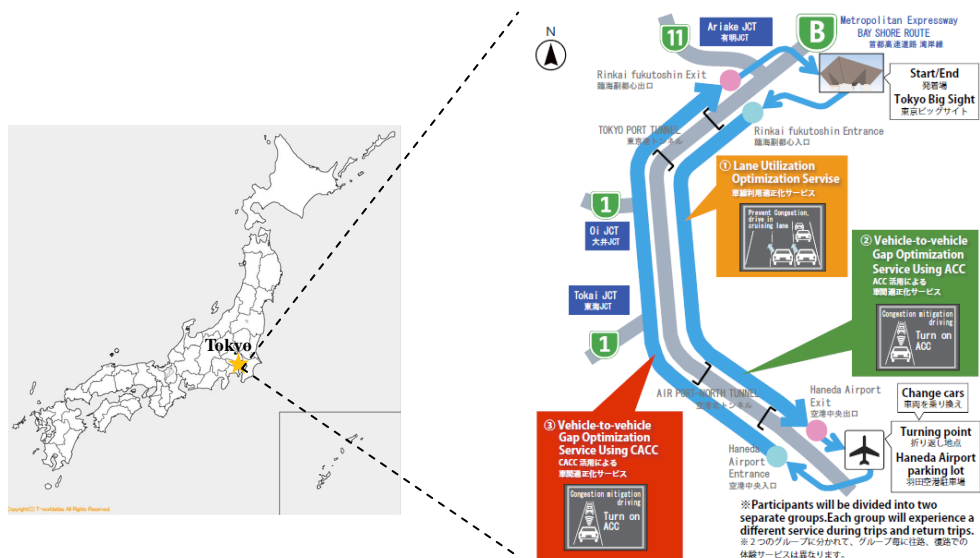 Tokyo
Copyright(C) T-worldatlas All Rights Reserved.
N
11
Ariake JCT
有明JCT
B
Metropolitan Expressway
BAY SHORE ROUTE
首都高速道路 湾岸線
Rinkai fukutoshin Exit
臨海副都心出口
Start/End
発着場
Tokyo Big Sight
東京ビッグサイト
TOKYO PORT TUNNEL
東京港トンネル
Rinkai fukutoshin Entrance
臨海副都心入口
① Lane Utilization
Optimization Servise
車線利用適正化サービス
Prevent Congestion,
drive in
cruising lane
1
Oi JCT
大井JCT
② Vehicle-to-vehicle
Gap Optimization
Service Using ACC
ACC 活用による
車間適正化サービス
Congestion mitigation
driving
Turn on
ACC
Tokai JCT
東海JCT
1
AIR PORT NORTH TUNNEL
空港北トンネル
Haneda Airport
Exit
空港中央出口
Change cars
車両を乗り換え
Turning point
折り返し地点
Haneda Airport
parking lot
羽田空港駐車場
③ Vehicle-to-vehicle
Gap Optimization
Service Using CACC
CACC 活用による
車間適正化サービス
Congestion mitigation
driving
Turn on
ACC
Haneda
Airport
Entrance
空港中央入口
※Participants will be divided into two
separate groups.Each group will experience a
different service during trips and return trips.
※２つのグループに分かれて、グループ毎に往路、復路での
体験サービスは異なります。